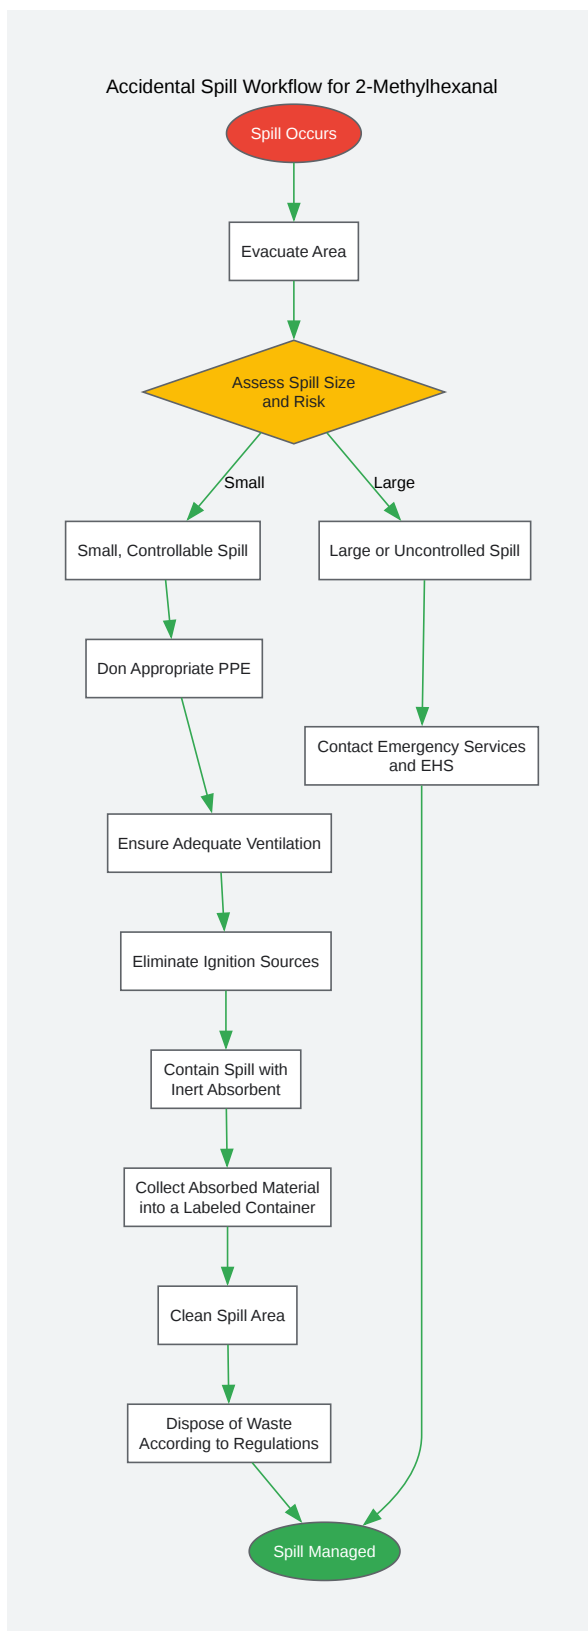 Accidental Spill Workflow for 2-Methylhexanal
Spill Occurs
Evacuate Area
Assess Spill Size
and Risk
Small
Large
Small, Controllable Spill
Large or Uncontrolled Spill
Don Appropriate PPE
Contact Emergency Services
and EHS
Ensure Adequate Ventilation
Eliminate Ignition Sources
Contain Spill with
Inert Absorbent
Collect Absorbed Material
into a Labeled Container
Clean Spill Area
Dispose of Waste
According to Regulations
Spill Managed